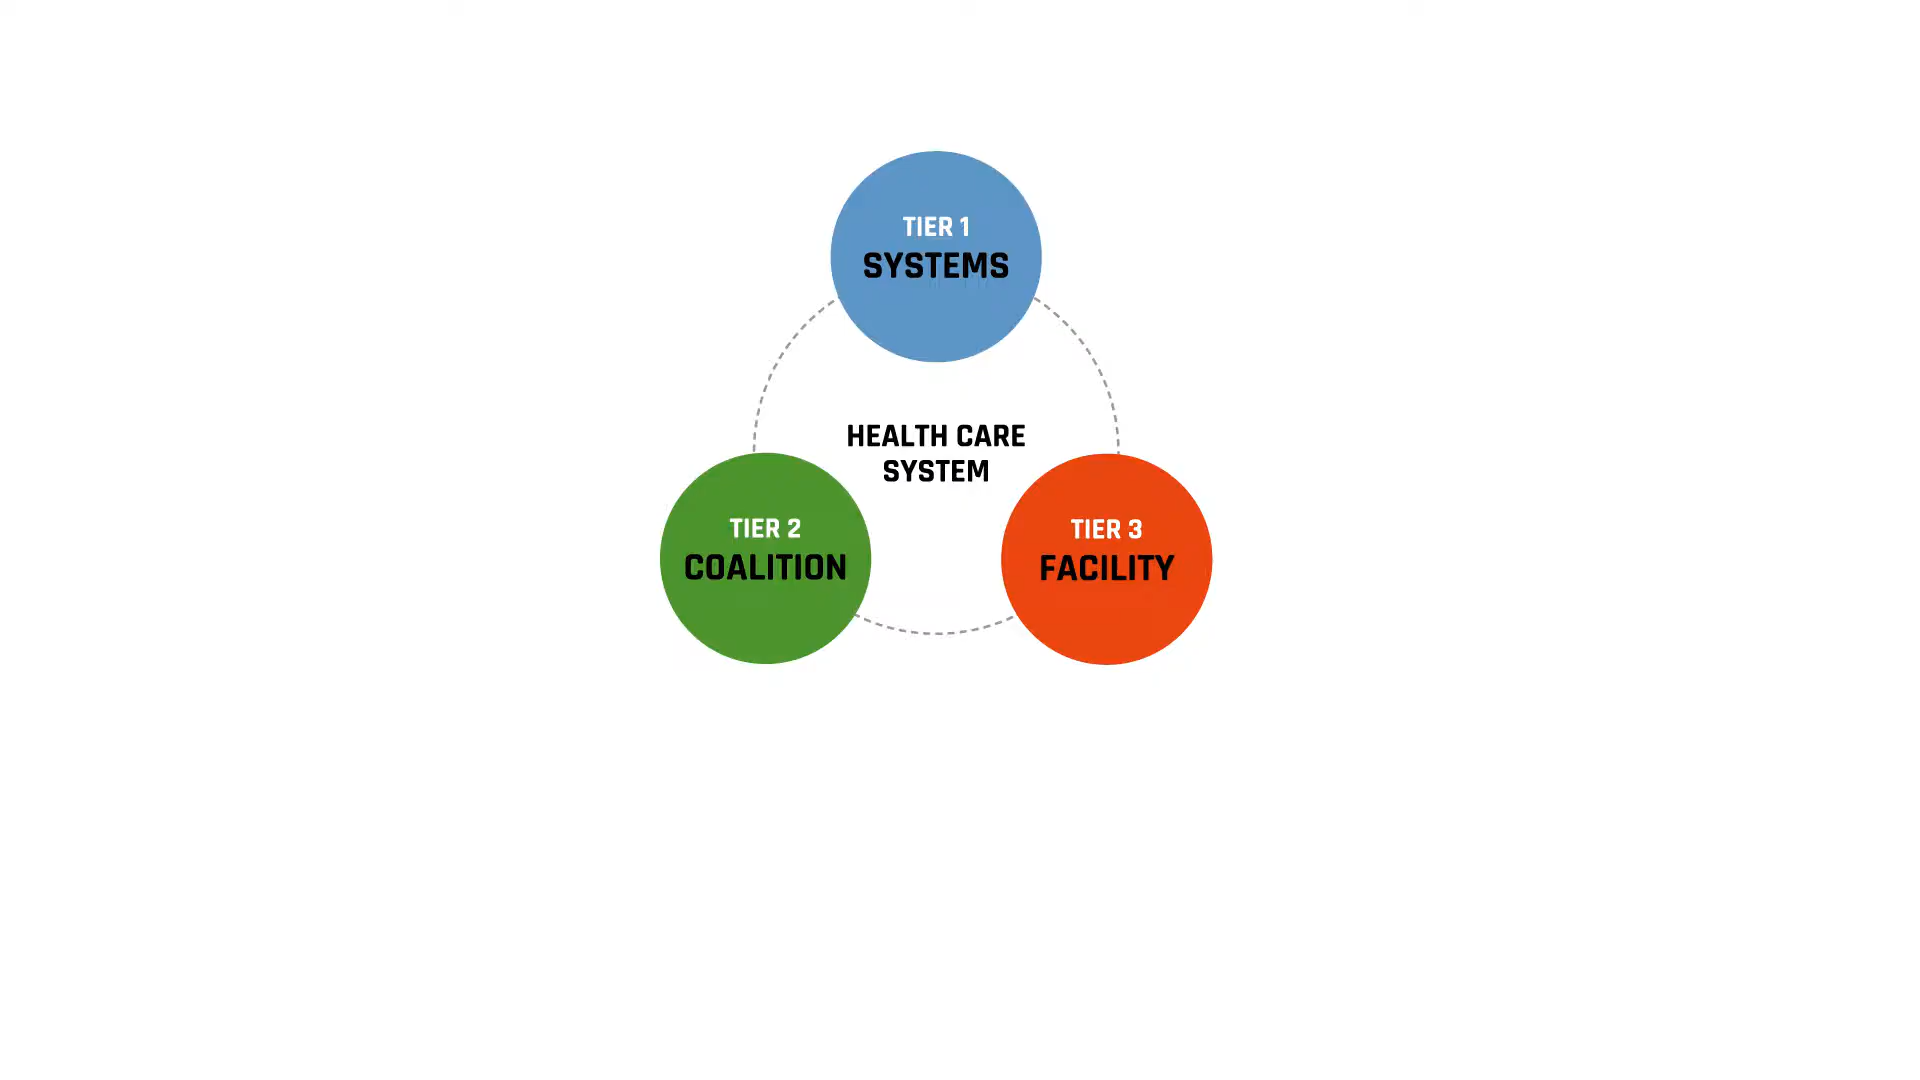 TIER 1
SYSTEMS
HEALTH CARE
SYSTEM
TIER 2
COALITION
TIER 3
FACILITY